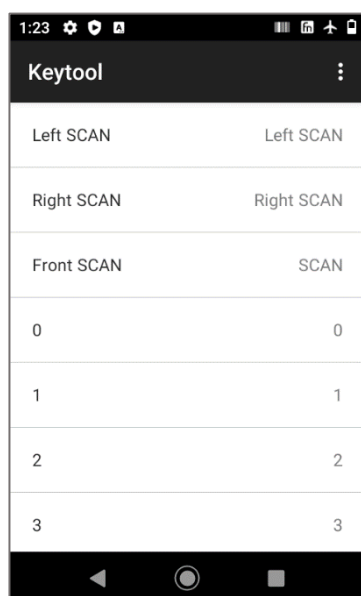 1:23
Keytool
Left SCAN Left SCAN
Right SCAN Right SCAN
Front SCAN SCAN
0 0
1 1
2 2
3 3